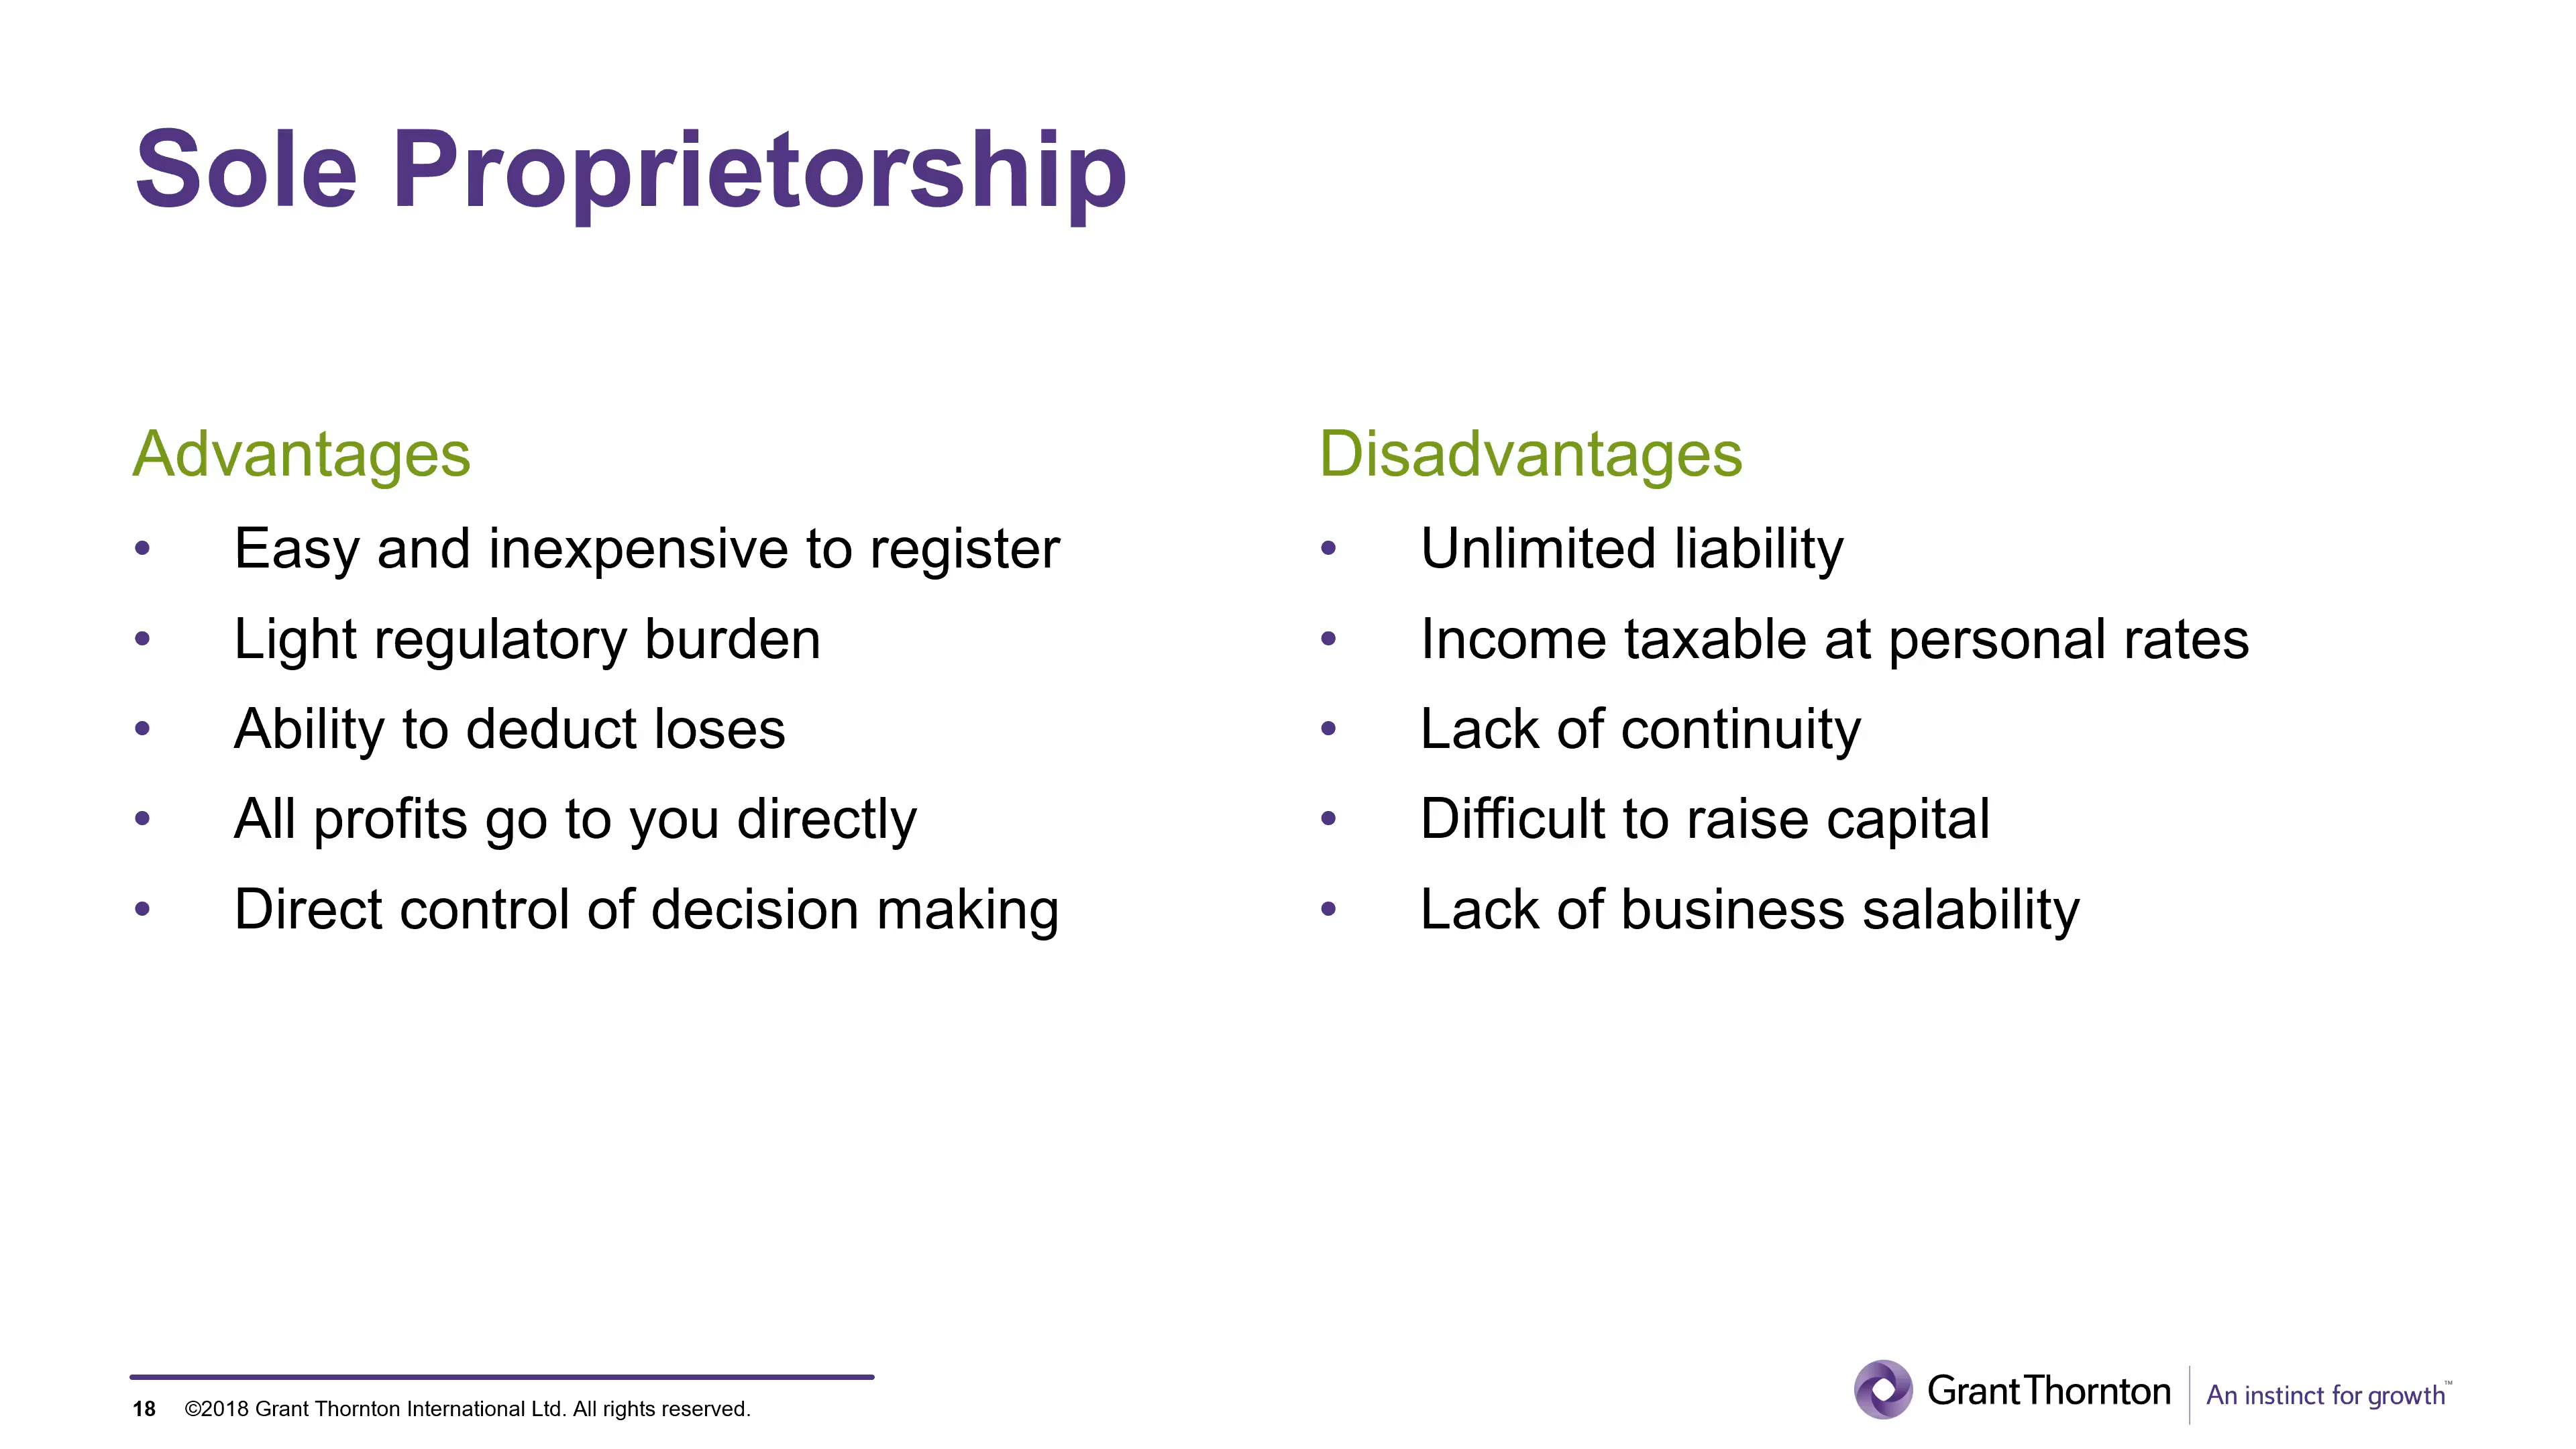 Sole Proprietorship
Advantages
• Easy and inexpensive to register
• Light regulatory burden
• Ability to deduct loses
• All profits go to you directly
• Direct control of decision making
Disadvantages
• Unlimited liability
• Income taxable at personal rates
• Lack of continuity
• Difficult to raise capital
• Lack of business salability
18 ©2018 Grant Thornton International Ltd. All rights reserved.
Grant Thornton | An instinct for growth™